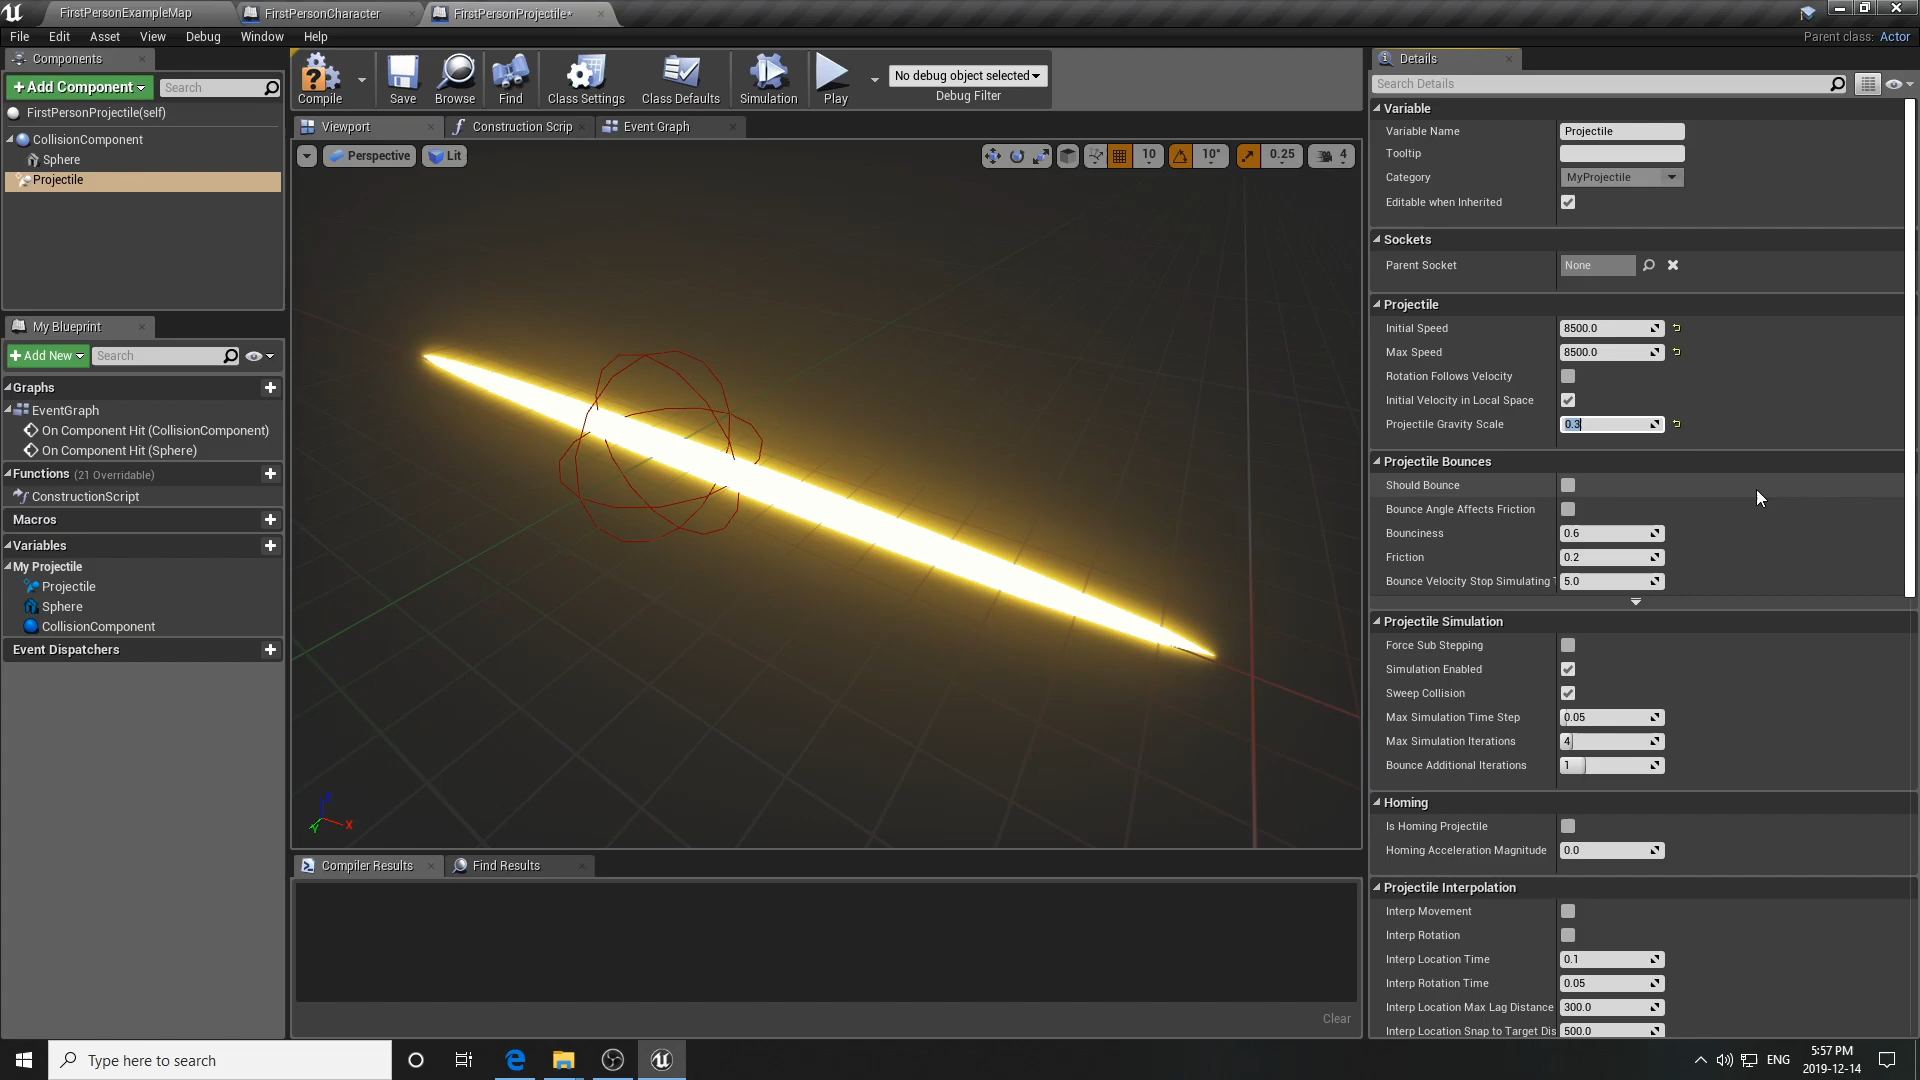 FirstPersonExampleMap
FirstPersonCharacter
FirstPersonProjectile*
File Edit Asset View Debug Window Help
Parent class: Actor
Components
+Add Component
Search
FirstPersonProjectile(self)
CollisionComponent
Sphere
Projectile
My Blueprint
+Add New
Search
Graphs
EventGraph
On Component Hit (CollisionComponent)
On Component Hit (Sphere)
Functions (21 Overridable)
ConstructionScript
Macros
Variables
My Projectile
Projectile
Sphere
CollisionComponent
Event Dispatchers
Compile
Save
Browse
Find
Class Settings
Class Defaults
Simulation
Play
No debug object selected
Debug Filter
Viewport
Construction Scrip
Event Graph
Perspective
Lit
10
10°
0.25
4
Z
X
Y
Compiler Results
Find Results
Clear
Details
Search Details
Variable
Variable Name Projectile
Tooltip
Category MyProjectile
Editable when Inherited
Sockets
Parent Socket None
Projectile
Initial Speed 8500.0
Max Speed 8500.0
Rotation Follows Velocity
Initial Velocity in Local Space
Projectile Gravity Scale 0.3
Projectile Bounces
Should Bounce
Bounce Angle Affects Friction
Bounciness 0.6
Friction 0.2
Bounce Velocity Stop Simulating T 5.0
Projectile Simulation
Force Sub Stepping
Simulation Enabled
Sweep Collision
Max Simulation Time Step 0.05
Max Simulation Iterations 4
Bounce Additional Iterations 1
Homing
Is Homing Projectile
Homing Acceleration Magnitude 0.0
Projectile Interpolation
Interp Movement
Interp Rotation
Interp Location Time 0.1
Interp Rotation Time 0.05
Interp Location Max Lag Distance 300.0
Interp Location Snap to Target Dis 500.0
Type here to search
ENG
5:57 PM
2019-12-14